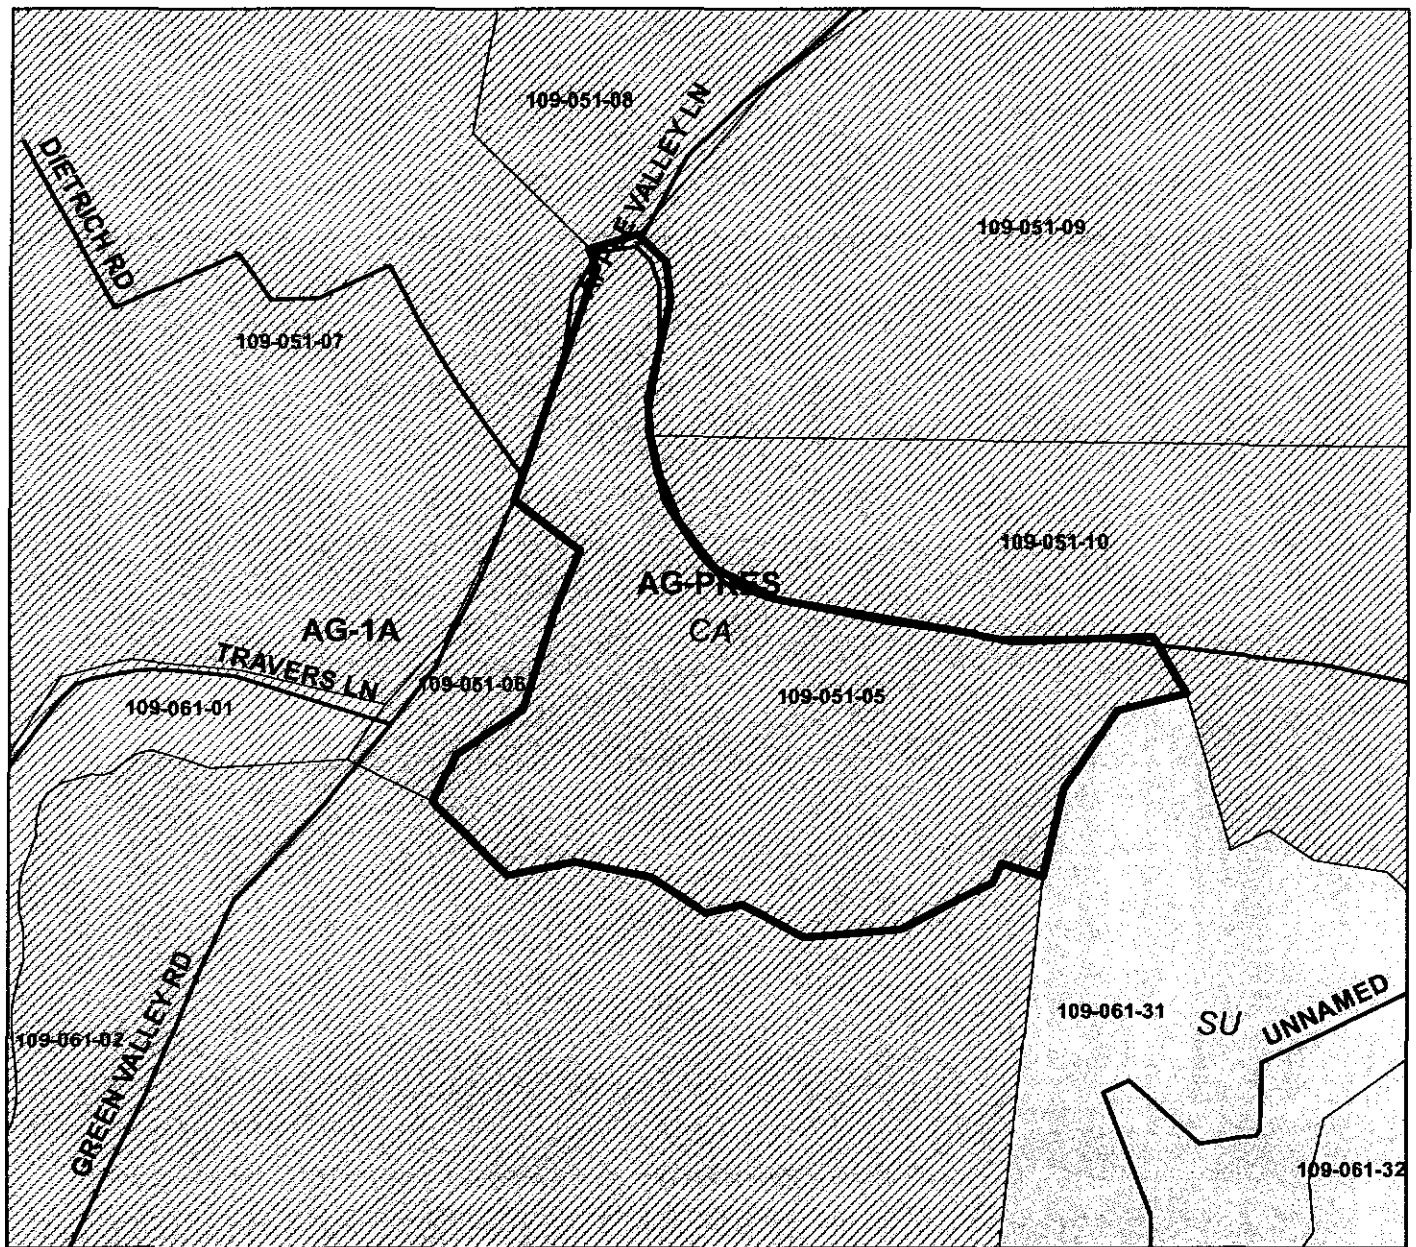 109-051-08
VALLEY LN
DIETRICH RD
109-051-09
109-051-07
109-051-10
AG-PRES
CA
AG-1A
TRAVERS LN
109-051-06
109-051-05
109-061-01
109-061-31
SU
UNNAMED
109-061-02
GREEN VALLEY RD
109-061-32